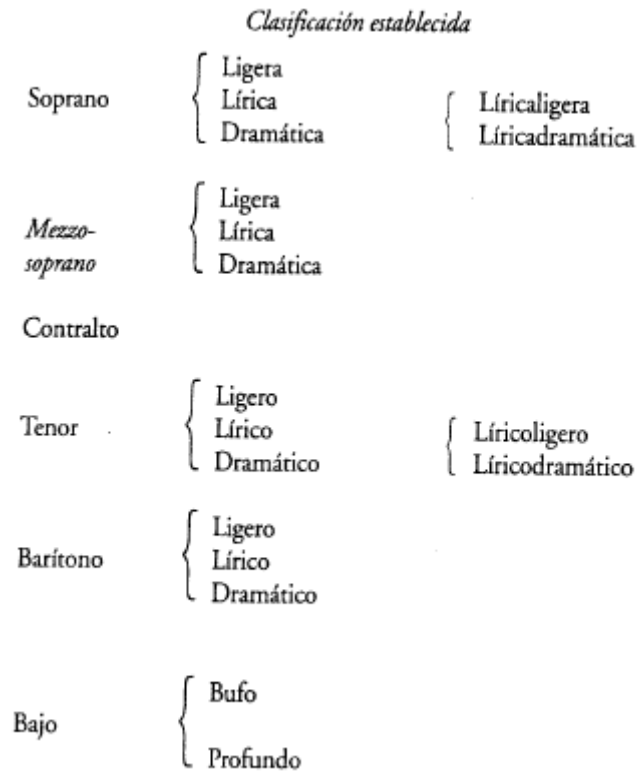 Clasificación establecida
Soprano
Ligera
Lírica
Dramática
Líricaligera
Líricadramática
Mezzo-
soprano
Ligera
Lírica
Dramática
Contralto
Tenor
Ligero
Lírico
Dramático
Líricoligero
Líricodramático
Barítono
Ligero
Lírico
Dramático
Bajo
Bufo
Profundo